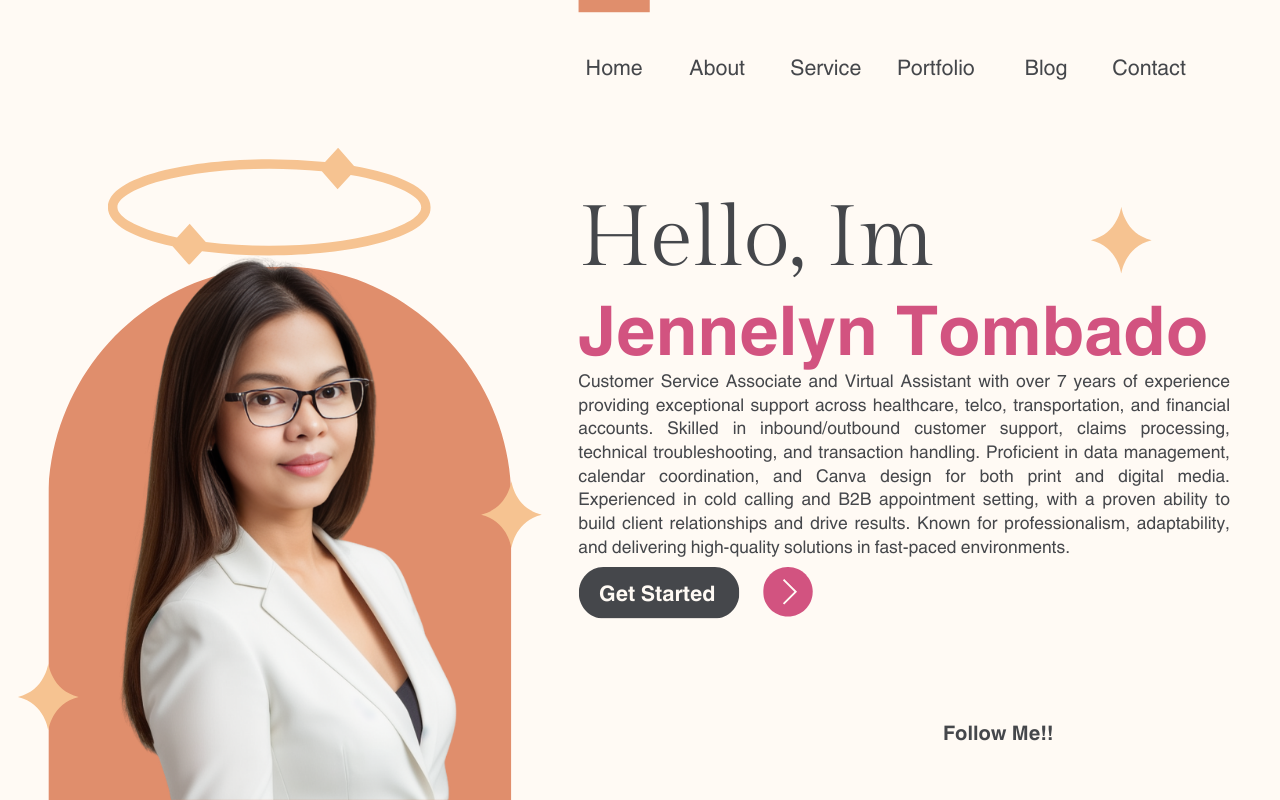 Home About Service Portfolio Blog Contact
Hello, Im
Jennelyn Tombado
Customer Service Associate and Virtual Assistant with over 7 years of experience
providing exceptional support across healthcare, telco, transportation, and financial
accounts. Skilled in inbound/outbound customer support, claims processing,
technical troubleshooting, and transaction handling. Proficient in data management,
calendar coordination, and Canva design for both print and digital media.
Experienced in cold calling and B2B appointment setting, with a proven ability to
build client relationships and drive results. Known for professionalism, adaptability,
and delivering high-quality solutions in fast-paced environments.
Get Started
Follow Me!!